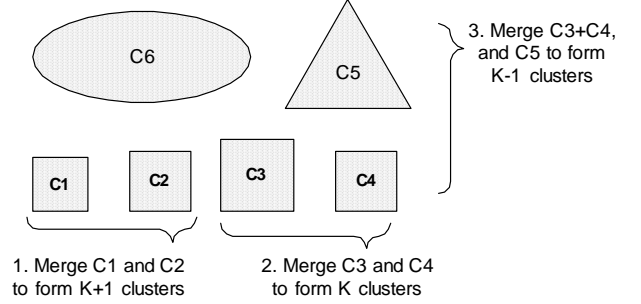 C6
C5
3. Merge C3+C4,
and C5 to form
K-1 clusters
C1
C2
C3
C4
1. Merge C1 and C2
to form K+1 clusters
2. Merge C3 and C4
to form K clusters